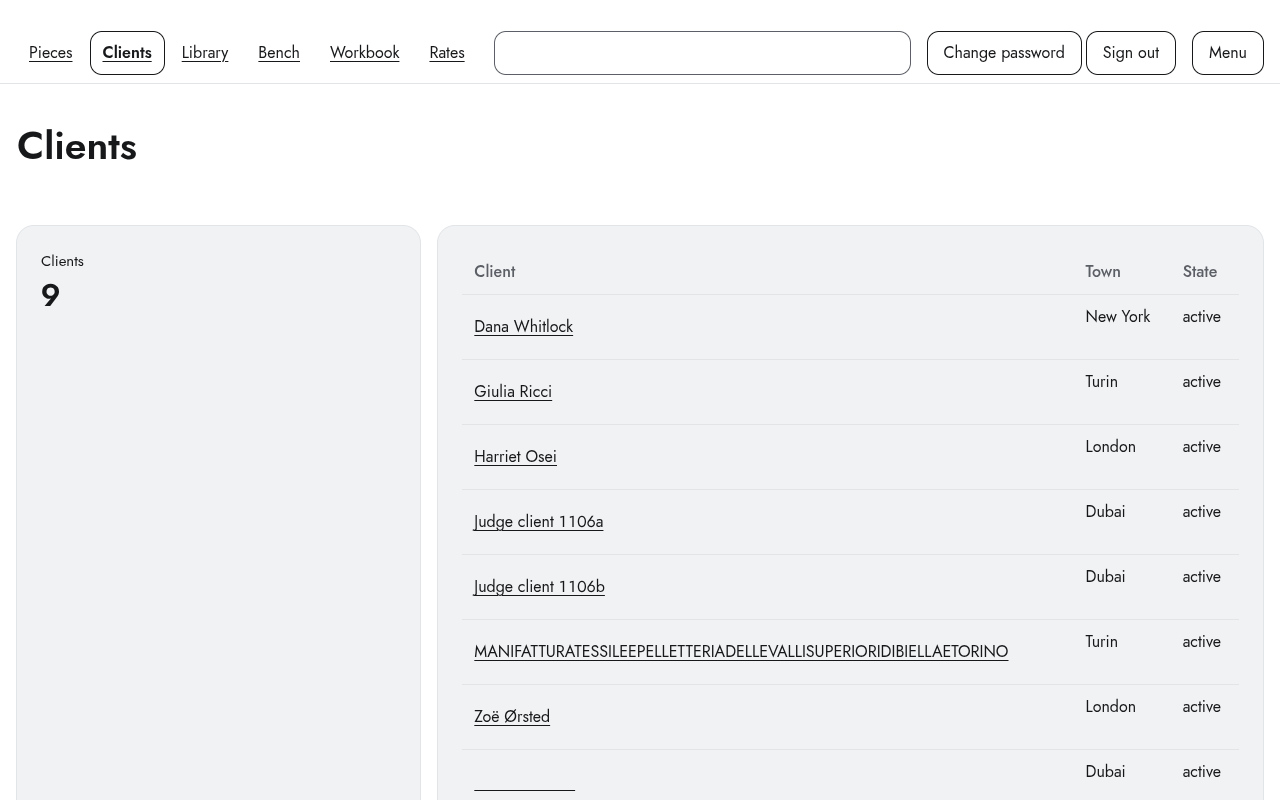 Pieces Clients Library Bench Workbook Rates Change password Sign out Menu
Clients
Clients
9
Client Town State
Dana Whitlock New York active
Giulia Ricci Turin active
Harriet Osei London active
Judge client 1106a Dubai active
Judge client 1106b Dubai active
MANIFATTURATESSILEEPELLETTERIADELLEVALLISUPERIORIDIBIELLAETORINO Turin active
Zoë Ørsted London active
Dubai active